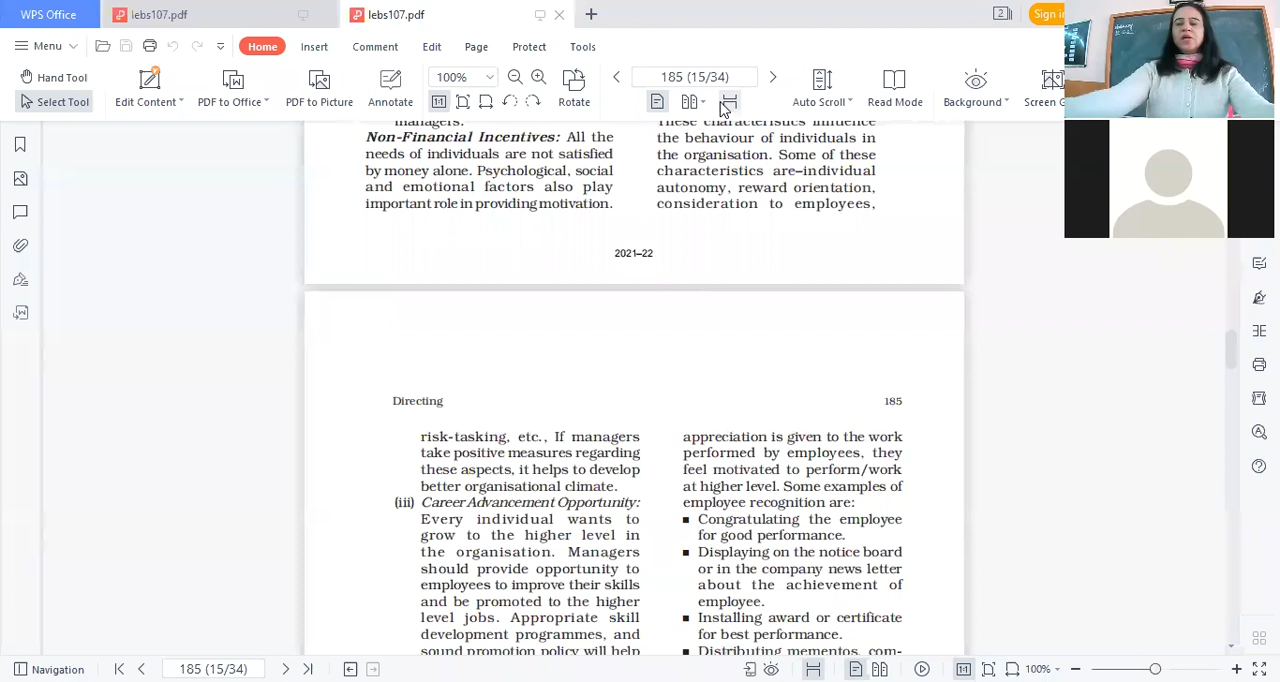 WPS Office
lebs107.pdf
lebs107.pdf
2
Sign in
Menu
Home
Insert
Comment
Edit
Page
Protect
Tools
Hand Tool
Select Tool
Edit Content
PDF to Office
PDF to Picture
Annotate
100%
1:1
Rotate
185 (15/34)
Auto Scroll
Read Mode
Background
Screen G
managers.
Non-Financial Incentives: All the
needs of individuals are not satisfied
by money alone. Psychological, social
and emotional factors also play
important role in providing motivation.
These characteristics influence
the behaviour of individuals in
the organisation. Some of these
characteristics are–individual
autonomy, reward orientation,
consideration to employees,
2021–22
Directing
185
risk-tasking, etc., If managers
take positive measures regarding
these aspects, it helps to develop
better organisational climate.
(iii) Career Advancement Opportunity:
Every individual wants to
grow to the higher level in
the organisation. Managers
should provide opportunity to
employees to improve their skills
and be promoted to the higher
level jobs. Appropriate skill
development programmes, and
sound promotion policy will help
appreciation is given to the work
performed by employees, they
feel motivated to perform/work
at higher level. Some examples of
employee recognition are:
■ Congratulating the employee
for good performance.
■ Displaying on the notice board
or in the company news letter
about the achievement of
employee.
■ Installing award or certificate
for best performance.
■ Distributing mementos, com-
Navigation
185 (15/34)
1:1
100%